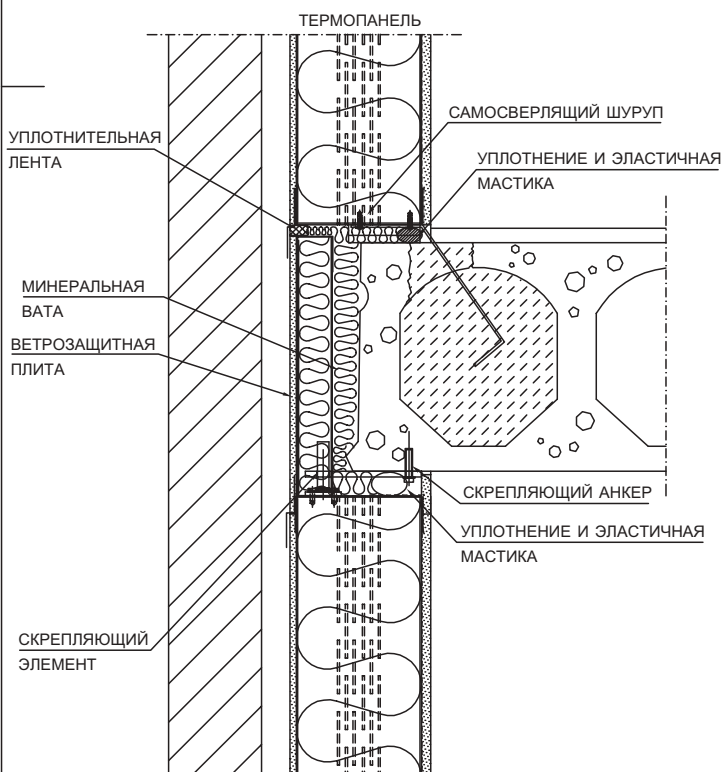 ТЕРМОПАНЕЛЬ
САМОСВЕРЛЯЩИЙ ШУРУП
УПЛОТНИТЕЛЬНАЯ
ЛЕНТА
УПЛОТНЕНИЕ И ЭЛАСТИЧНАЯ
МАСТИКА
МИНЕРАЛЬНАЯ
ВАТА
ВЕТРОЗАЩИТНАЯ
ПЛИТА
СКРЕПЛЯЮЩИЙ АНКЕР
УПЛОТНЕНИЕ И ЭЛАСТИЧНАЯ
МАСТИКА
СКРЕПЛЯЮЩИЙ
ЭЛЕМЕНТ